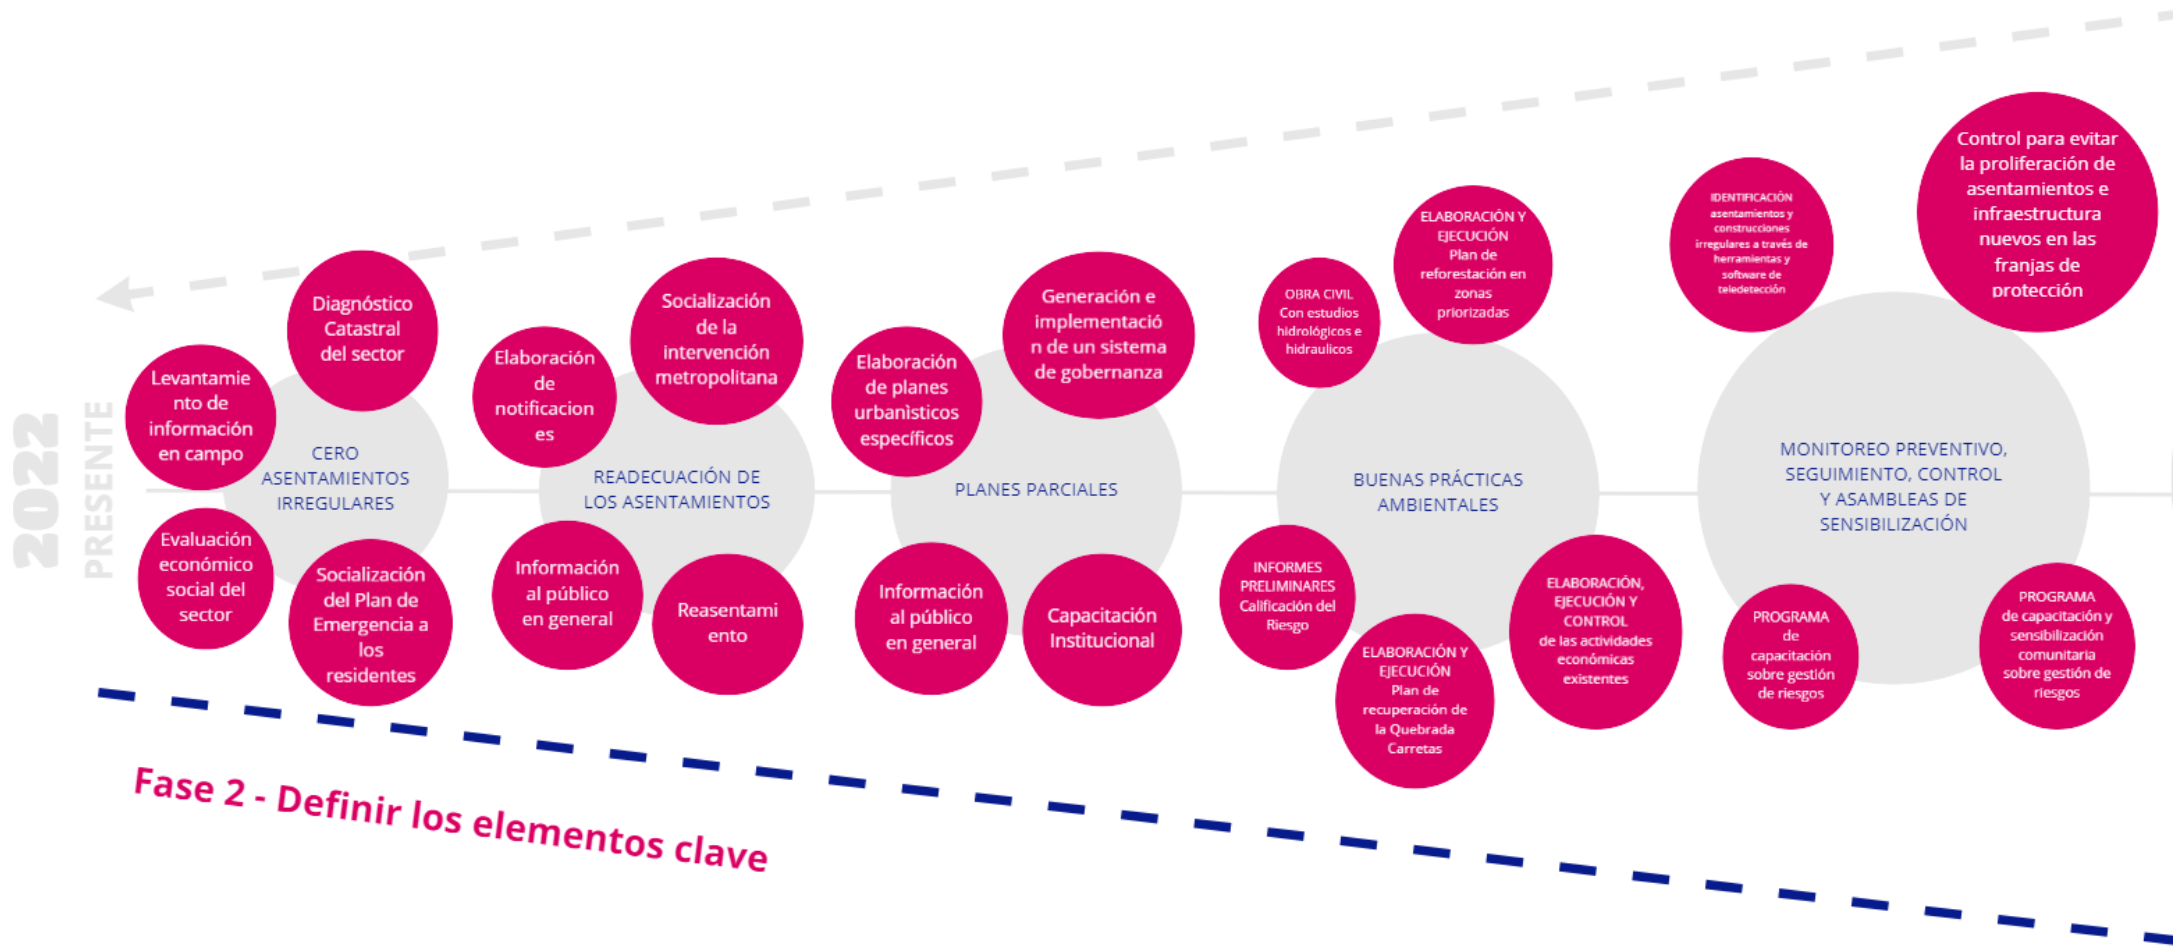 2022
PRESENTE
Levantamie
nto de
información
en campo
Diagnóstico
Catastral
del sector
CERO
ASENTAMIENTOS
IRREGULARES
Evaluación
económico
social del
sector
Socialización
del Plan de
Emergencia a
los
residentes
Elaboración
de
notificacion
es
Socialización
de la
intervención
metropolitana
READECUACIÓN DE
LOS ASENTAMIENTOS
Información
al público
en general
Reasentami
ento
Elaboración
de planes
urbanìsticos
específicos
Generación e
implementació
n de un sistema
de gobernanza
PLANES PARCIALES
Información
al público
en general
Capacitación
Institucional
OBRA CIVIL
Con estudios
hidrológicos e
hidraulicos
ELABORACIÓN Y
EJECUCIÓN
Plan de
reforestación en
zonas
priorizadas
BUENAS PRÁCTICAS
AMBIENTALES
INFORMES
PRELIMINARES
Calificación del
Riesgo
ELABORACIÓN Y
EJECUCIÓN
Plan de
recuperación de
la Quebrada
Carretas
ELABORACIÓN,
EJECUCIÓN Y
CONTROL
de las actividades
económicas
existentes
IDENTIFICACIÓN
asentamientos y
construcciones
irregulares a través de
herramientas y
software de
teledetección
Control para evitar
la proliferación de
asentamientos e
infraestructura
nuevos en las
franjas de
protección
MONITOREO PREVENTIVO,
SEGUIMIENTO, CONTROL
Y ASAMBLEAS DE
SENSIBILIZACIÓN
PROGRAMA
de
capacitación
sobre gestión
de riesgos
PROGRAMA
de capacitación y
sensibilización
comunitaria
sobre gestión de
riesgos
Fase 2 - Definir los elementos clave